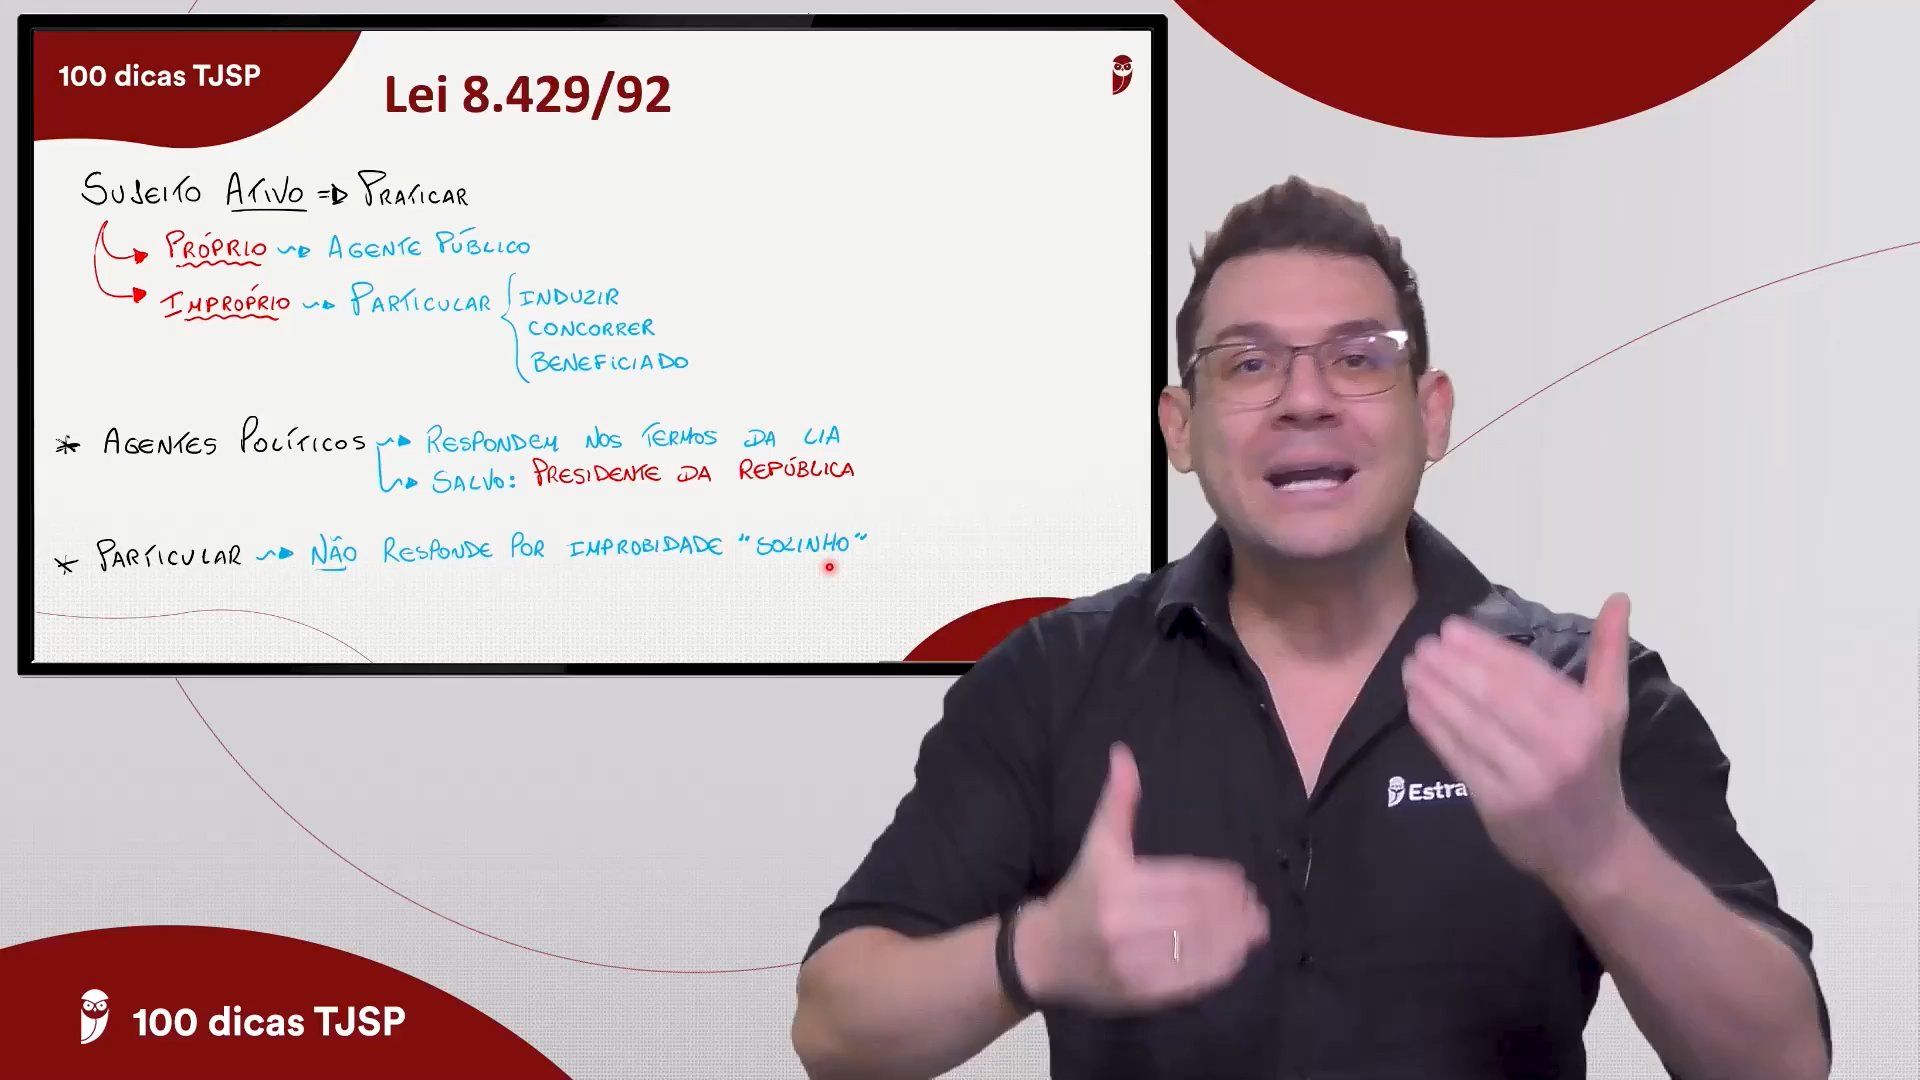 100 dicas TJSP
Lei 8.429/92
SUJEITO ATIVO => PRATICAR
PRÓPRIO → AGENTE PÚBLICO
IMPRÓPRIO → PARTICULAR { INDUZIR
CONCORRER
BENEFICIADO
* AGENTES POLÍTICOS → RESPONDEM NOS TERMOS DA LIA
→ SALVO: PRESIDENTE DA REPÚBLICA
* PARTICULAR → NÃO RESPONDE POR IMPROBIDADE "SOZINHO"
Estra
100 dicas TJSP